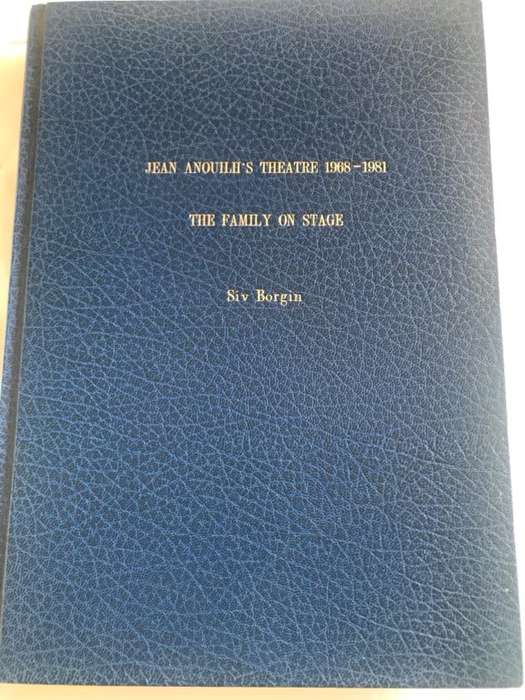 JEAN ANOUILH'S THEATRE 1968-1981
THE FAMILY ON STAGE
Siv Borgin